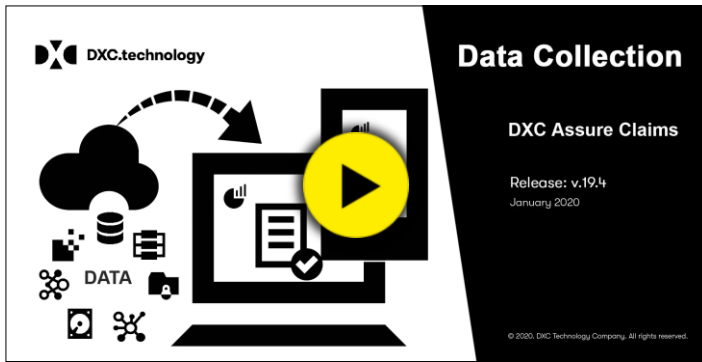 DXC.technology
DATA
Data Collection
DXC Assure Claims
Release: v.19.4
January 2020
© 2020. DXC Technology Company. All rights reserved.